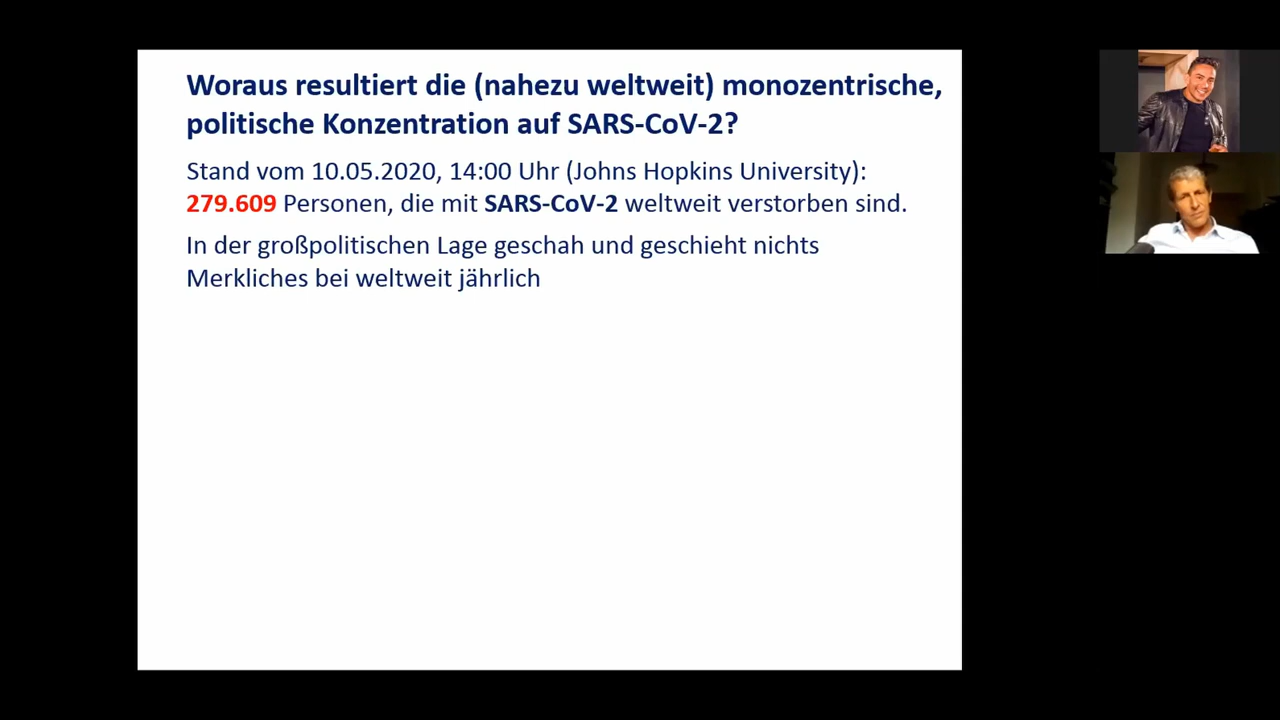 Woraus resultiert die (nahezu weltweit) monozentrische,
politische Konzentration auf SARS-CoV-2?
Stand vom 10.05.2020, 14:00 Uhr (Johns Hopkins University):
279.609 Personen, die mit SARS-CoV-2 weltweit verstorben sind.
In der großpolitischen Lage geschah und geschieht nichts
Merkliches bei weltweit jährlich